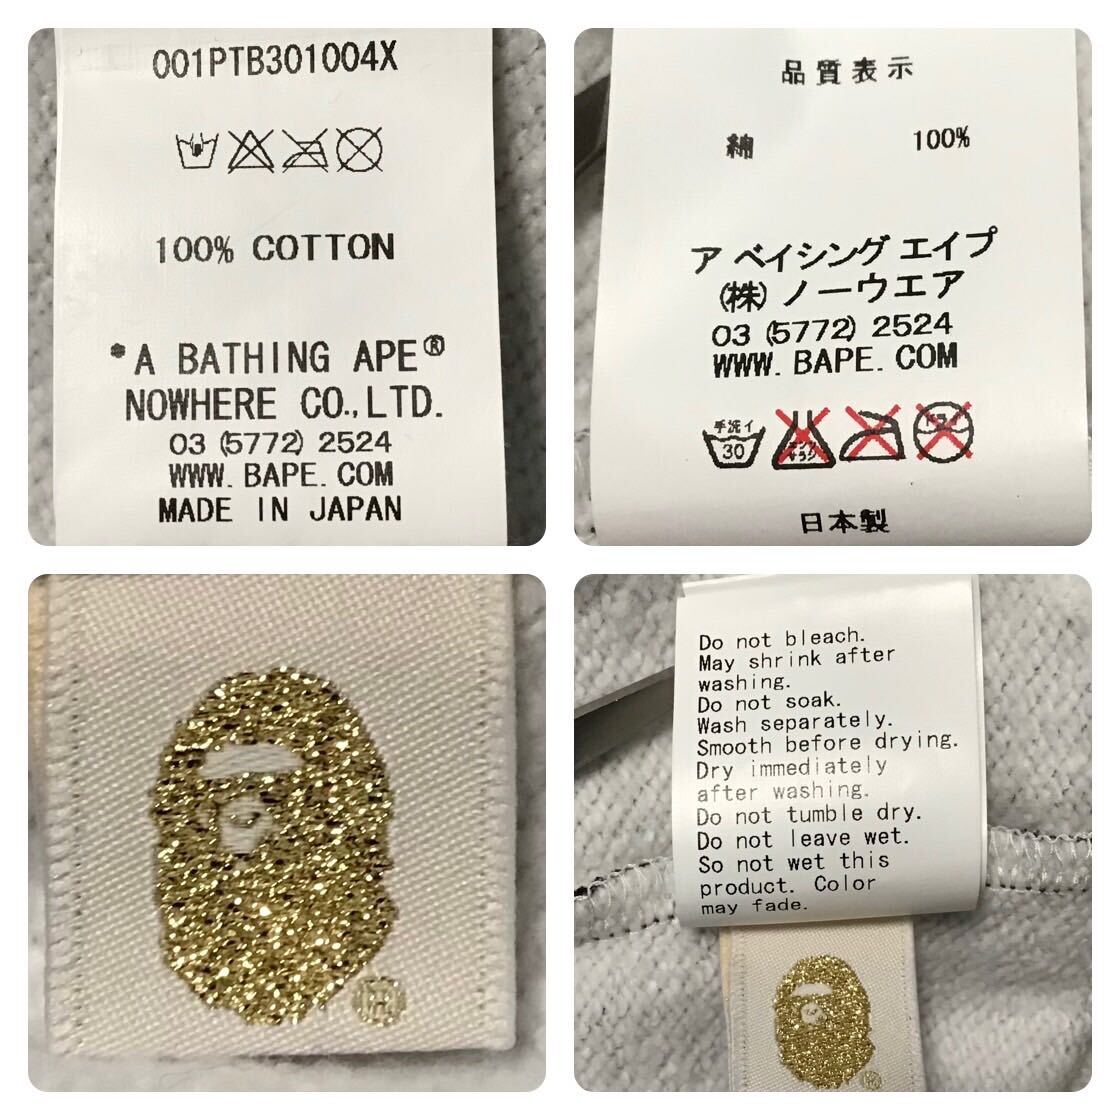 001PTB301004X
100% COTTON
*A BATHING APE®
NOWHERE CO.,LTD.
03 (5772) 2524
WWW. BAPE. COM
MADE IN JAPAN
品質表示
綿 100%
ア ベイシング エイプ
(株) ノーウエア
03 (5772) 2524
WWW. BAPE. COM
手洗イ
30
日本製
Do not bleach.
May shrink after
washing.
Do not soak.
Wash separately.
Smooth before drying.
Dry immediately
after washing.
Do not tumble dry.
Do not leave wet.
So not wet this
product. Color
may fade.